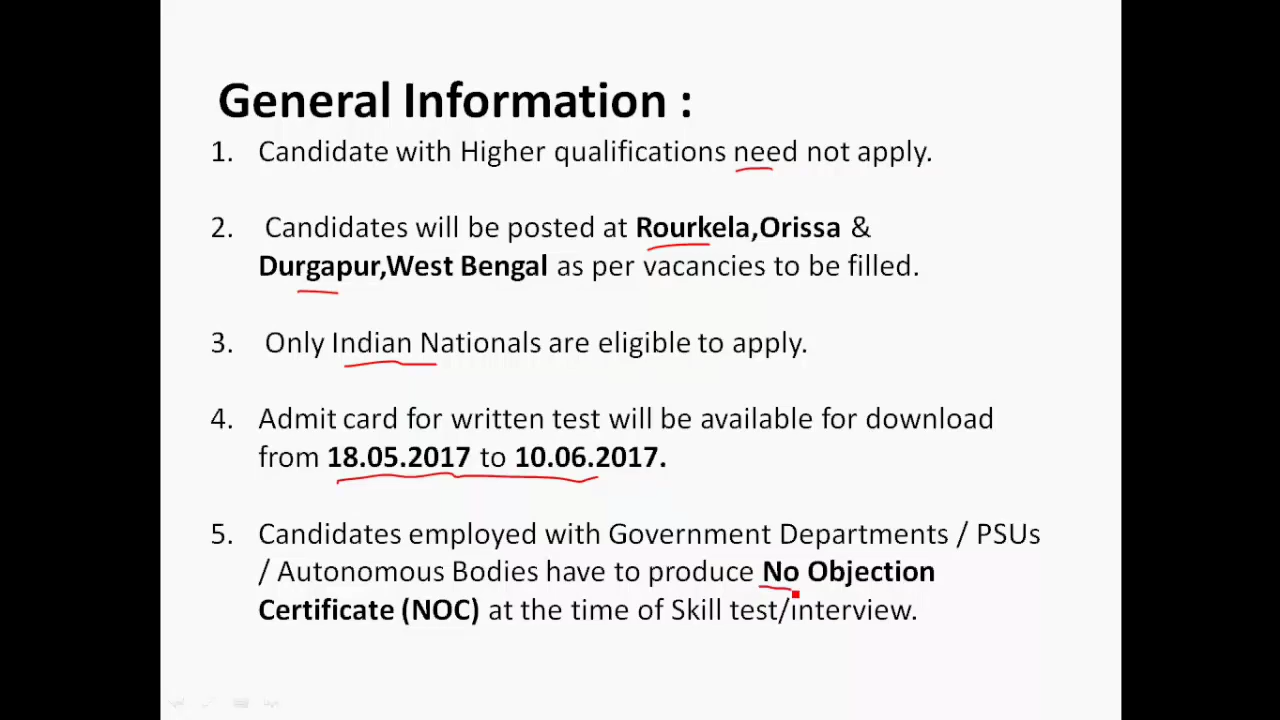 General Information :
1. Candidate with Higher qualifications need not apply.
2. Candidates will be posted at Rourkela,Orissa &
Durgapur,West Bengal as per vacancies to be filled.
3. Only Indian Nationals are eligible to apply.
4. Admit card for written test will be available for download
from 18.05.2017 to 10.06.2017.
5. Candidates employed with Government Departments / PSUs
/ Autonomous Bodies have to produce No Objection
Certificate (NOC) at the time of Skill test/interview.